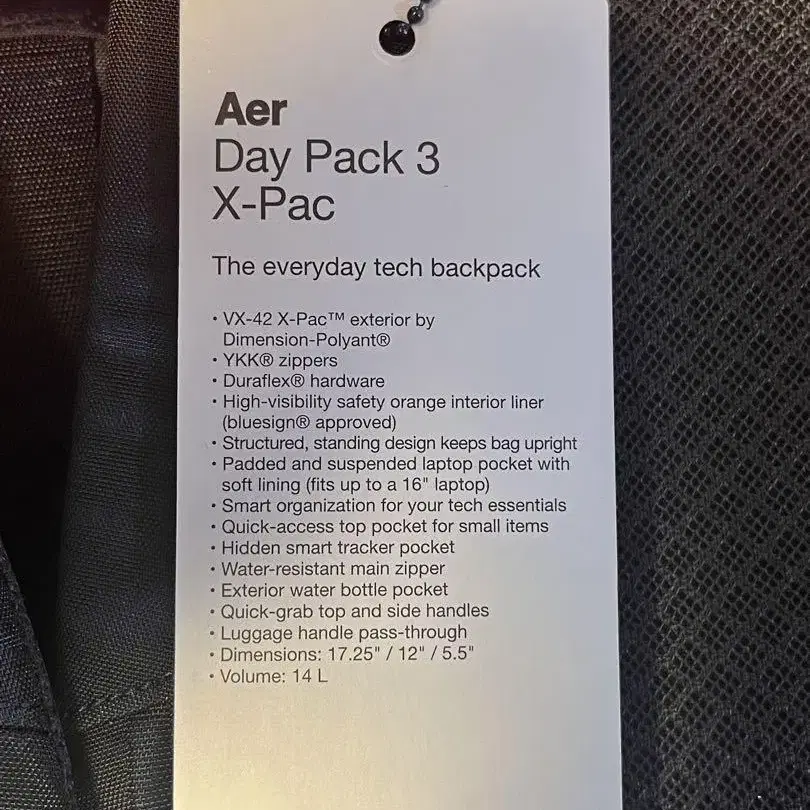 Aer
Day Pack 3
X-Pac
The everyday tech backpack
• VX-42 X-Pac™ exterior by
Dimension-Polyant®
• YKK® zippers
• Duraflex® hardware
• High-visibility safety orange interior liner
(bluesign® approved)
• Structured, standing design keeps bag upright
• Padded and suspended laptop pocket with
soft lining (fits up to a 16" laptop)
• Smart organization for your tech essentials
• Quick-access top pocket for small items
• Hidden smart tracker pocket
• Water-resistant main zipper
• Exterior water bottle pocket
• Quick-grab top and side handles
• Luggage handle pass-through
• Dimensions: 17.25" / 12" / 5.5"
• Volume: 14 L